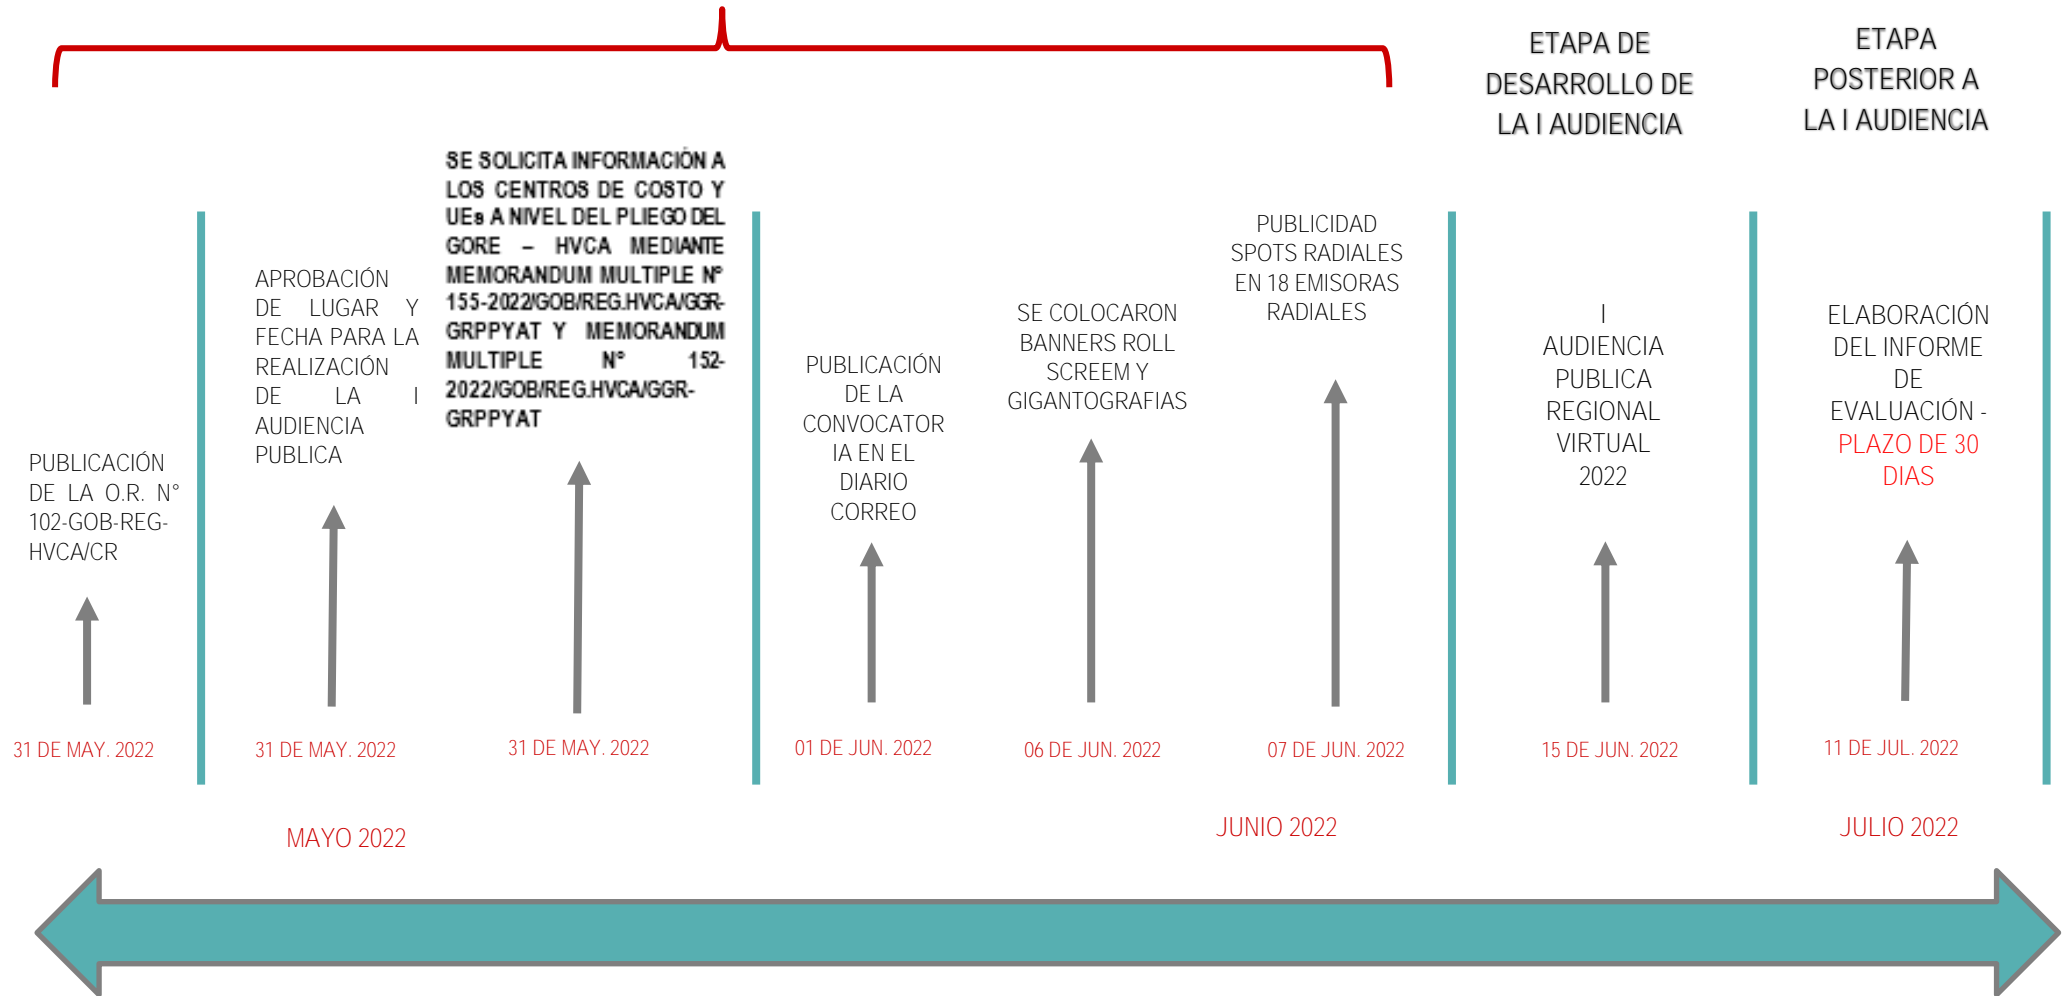 ETAPA DE
DESARROLLO DE
LA I AUDIENCIA
ETAPA
POSTERIOR A
LA I AUDIENCIA
PUBLICACIÓN
DE LA O.R. N°
102-GOB-REG-
HVCA/CR
APROBACIÓN
DE LUGAR Y
FECHA PARA LA
REALIZACIÓN
DE LA I
AUDIENCIA
PUBLICA
SE SOLICITA INFORMACIÓN A
LOS CENTROS DE COSTO Y
UEs A NIVEL DEL PLIEGO DEL
GORE – HVCA MEDIANTE
MEMORANDUM MULTIPLE Nº
155-2022/GOB/REG.HVCA/GGR-
GRPPYAT Y MEMORANDUM
MULTIPLE Nº 152-
2022/GOB/REG.HVCA/GGR-
GRPPYAT
PUBLICACIÓN
DE LA
CONVOCATOR
IA EN EL
DIARIO
CORREO
SE COLOCARON
BANNERS ROLL
SCREEM Y
GIGANTOGRAFIAS
PUBLICIDAD
SPOTS RADIALES
EN 18 EMISORAS
RADIALES
I
AUDIENCIA
PUBLICA
REGIONAL
VIRTUAL
2022
ELABORACIÓN
DEL INFORME
DE
EVALUACIÓN -
PLAZO DE 30
DIAS
31 DE MAY. 2022
31 DE MAY. 2022
31 DE MAY. 2022
01 DE JUN. 2022
06 DE JUN. 2022
07 DE JUN. 2022
15 DE JUN. 2022
11 DE JUL. 2022
MAYO 2022
JUNIO 2022
JULIO 2022